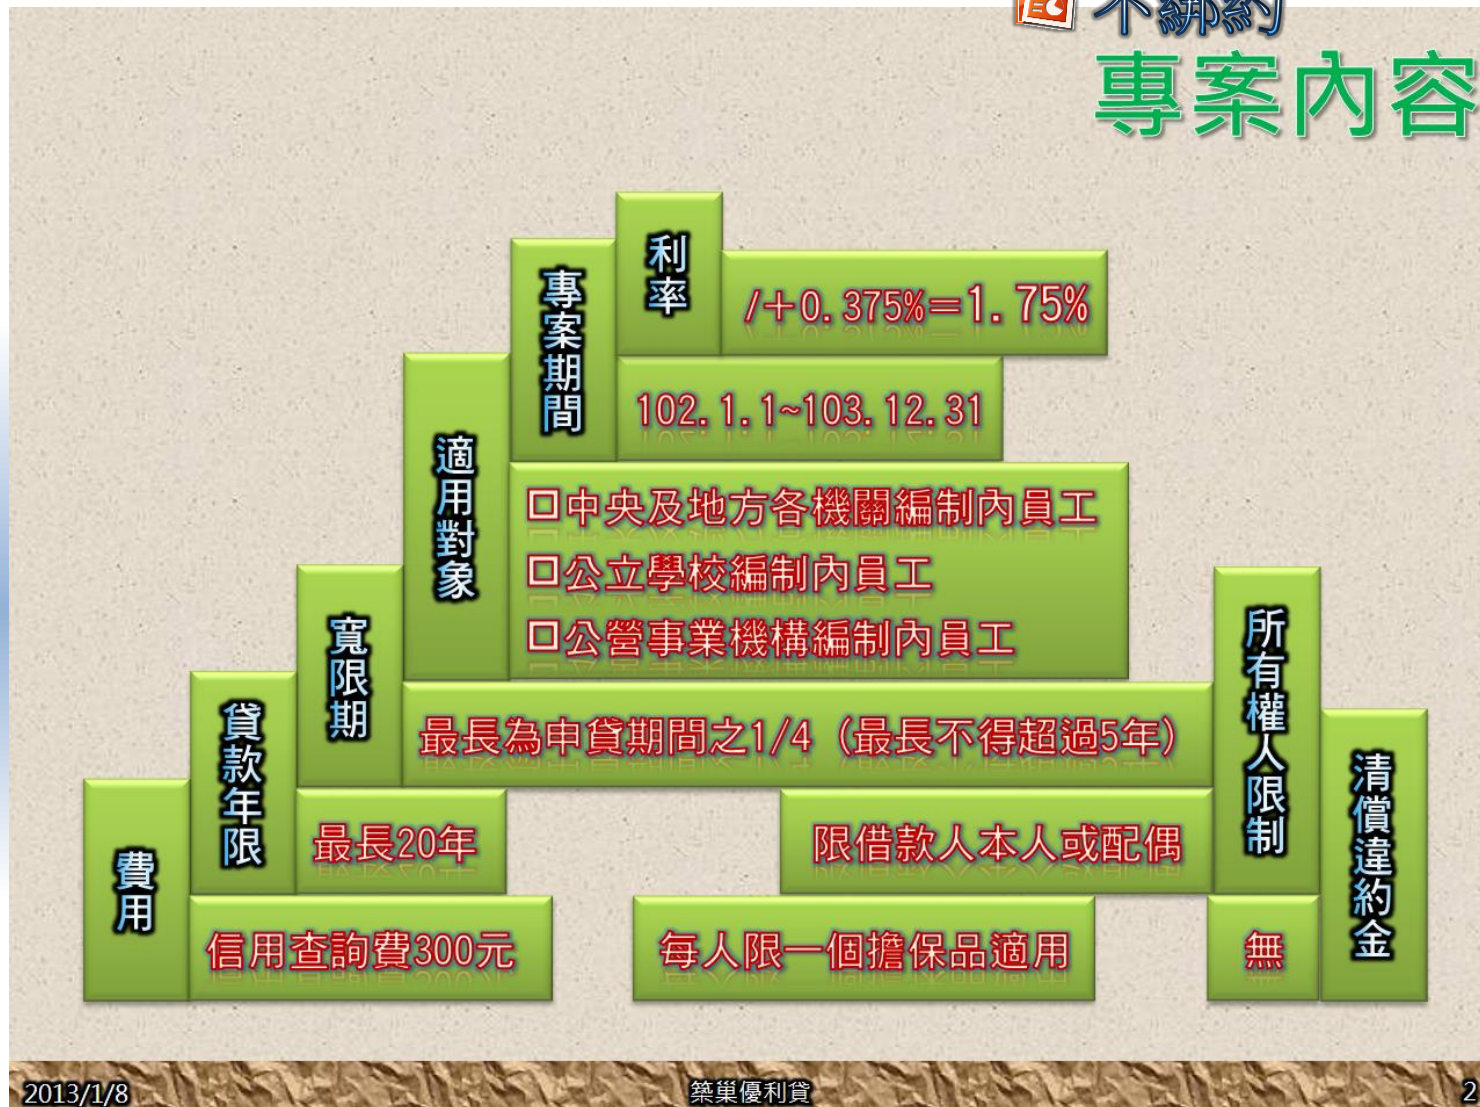 不綁約
專案內容
利率
/+0.375%=1.75%
專案期間
102.1.1~103.12.31
適用對象
□中央及地方各機關編制內員工
□公立學校編制內員工
□公營事業機構編制內員工
寬限期
最長為申貸期間之1/4（最長不得超過5年）
貸款年限
最長20年
所有權人限制
限借款人本人或配偶
費用
信用查詢費300元
每人限一個擔保品適用
清償違約金
無
2013/1/8
築巢優利貸
2